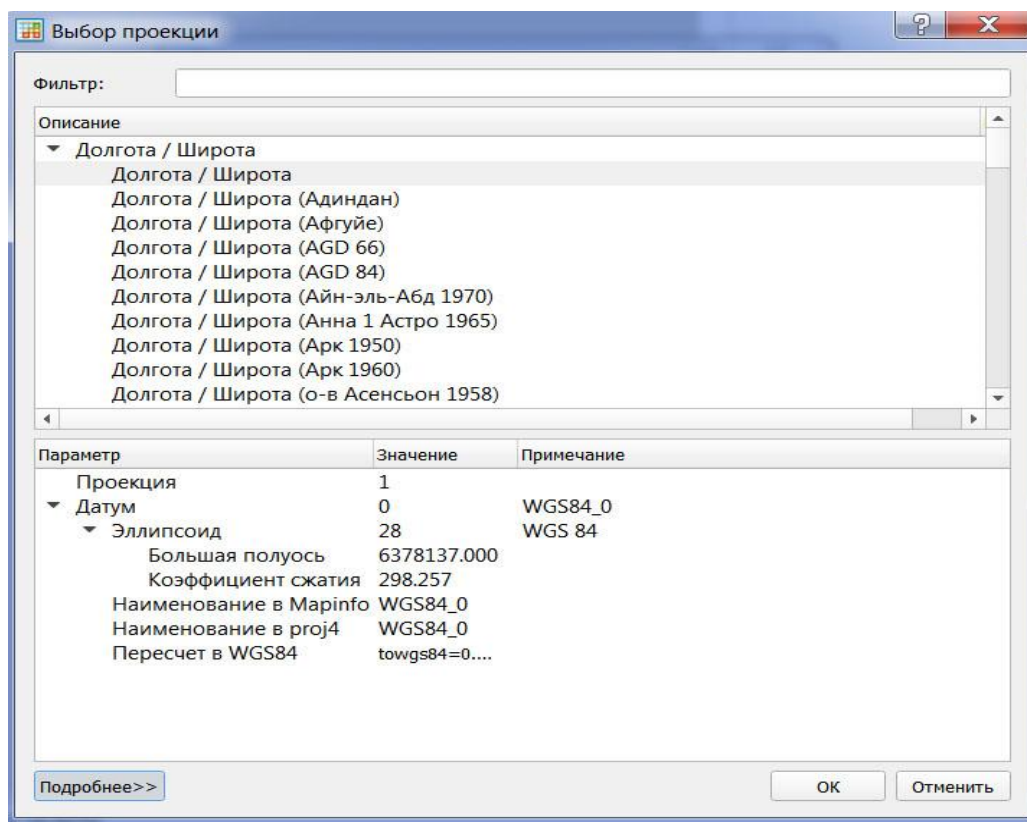 Выбор проекции
Фильтр:
Описание
Долгота / Широта
Долгота / Широта
Долгота / Широта (Адиндан)
Долгота / Широта (Афгуйе)
Долгота / Широта (AGD 66)
Долгота / Широта (AGD 84)
Долгота / Широта (Айн-эль-Абд 1970)
Долгота / Широта (Анна 1 Астро 1965)
Долгота / Широта (Арк 1950)
Долгота / Широта (Арк 1960)
Долгота / Широта (о-в Асенсьон 1958)
Параметр Значение Примечание
Проекция 1
Датум 0 WGS84_0
Эллипсоид 28 WGS 84
Большая полуось 6378137.000
Коэффициент сжатия 298.257
Наименование в Mapinfo WGS84_0
Наименование в proj4 WGS84_0
Пересчет в WGS84 towgs84=0....
Подробнее>> OK Отменить